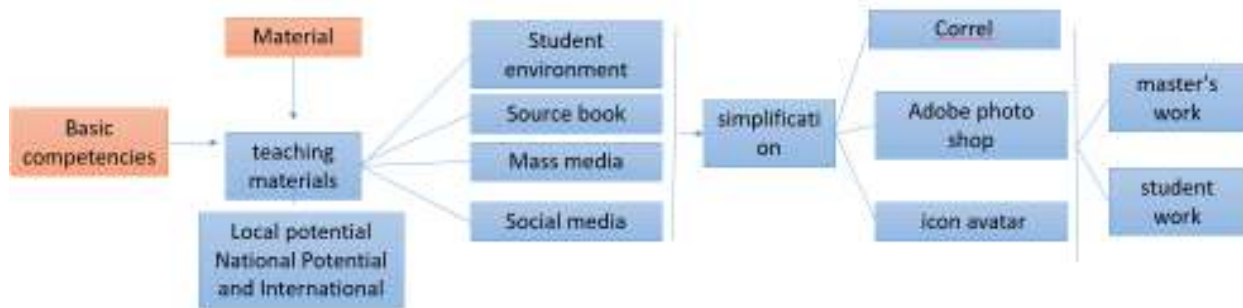 Material
Basic
competencies
teaching
materials
Local potential
National Potential
and International
Student
environment
Source book
Mass media
Social media
simplificati
on
Correl
Adobe photo
shop
icon avatar
master's
work
student
work